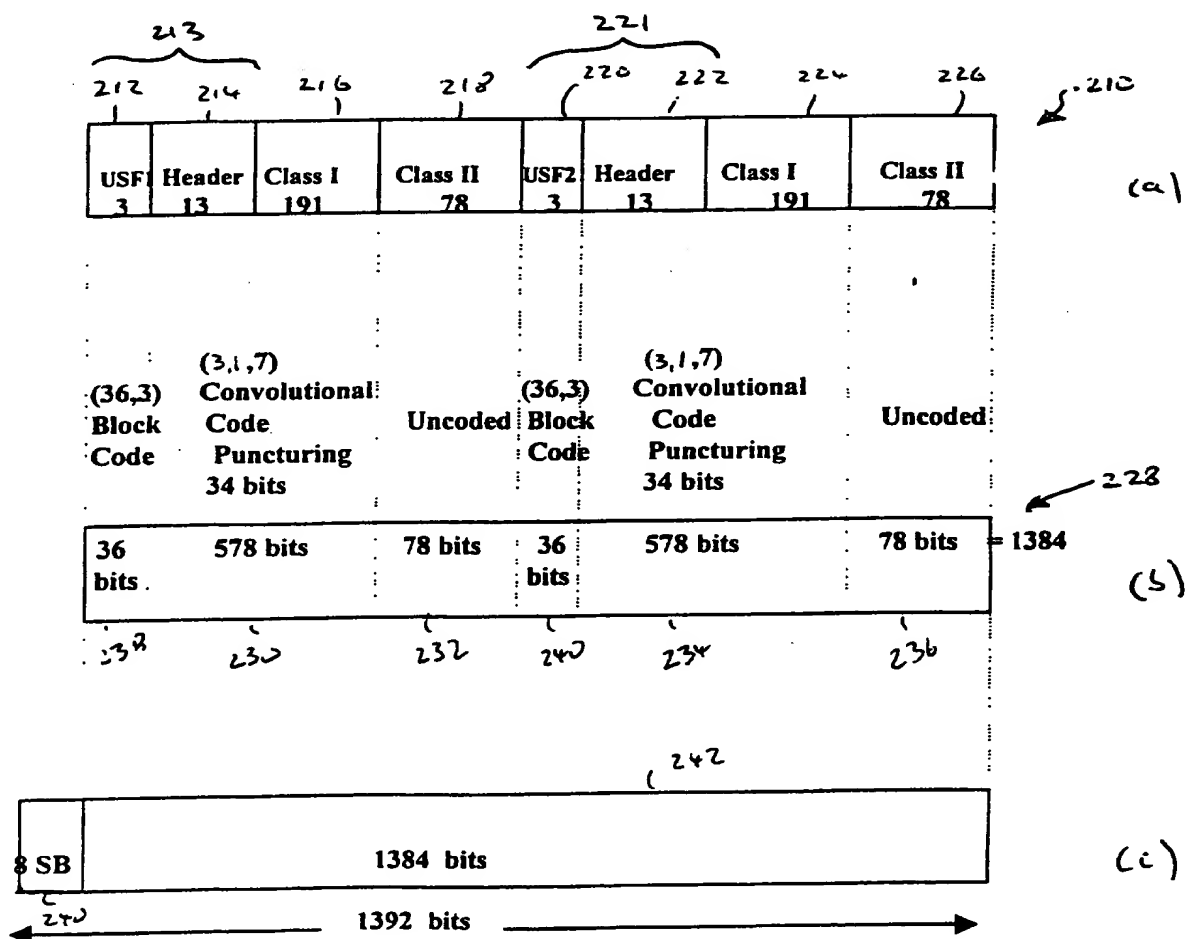 213 221
212 214 216 218 220 222 224 226 210
USF1 Header Class I Class II USF2 Header Class I Class II
3 13 191 78 3 13 191 78
(a)
(3,1,7) (3,1,7)
(36,3) Convolutional (36,3) Convolutional
Block Code Uncoded Block Code Uncoded
Code Puncturing Code Puncturing
34 bits 34 bits
228
36 578 bits 78 bits 36 578 bits 78 bits = 1384
bits bits
(b)
238 230 232 240 234 236
242
8 SB 1384 bits
(c)
240
1392 bits